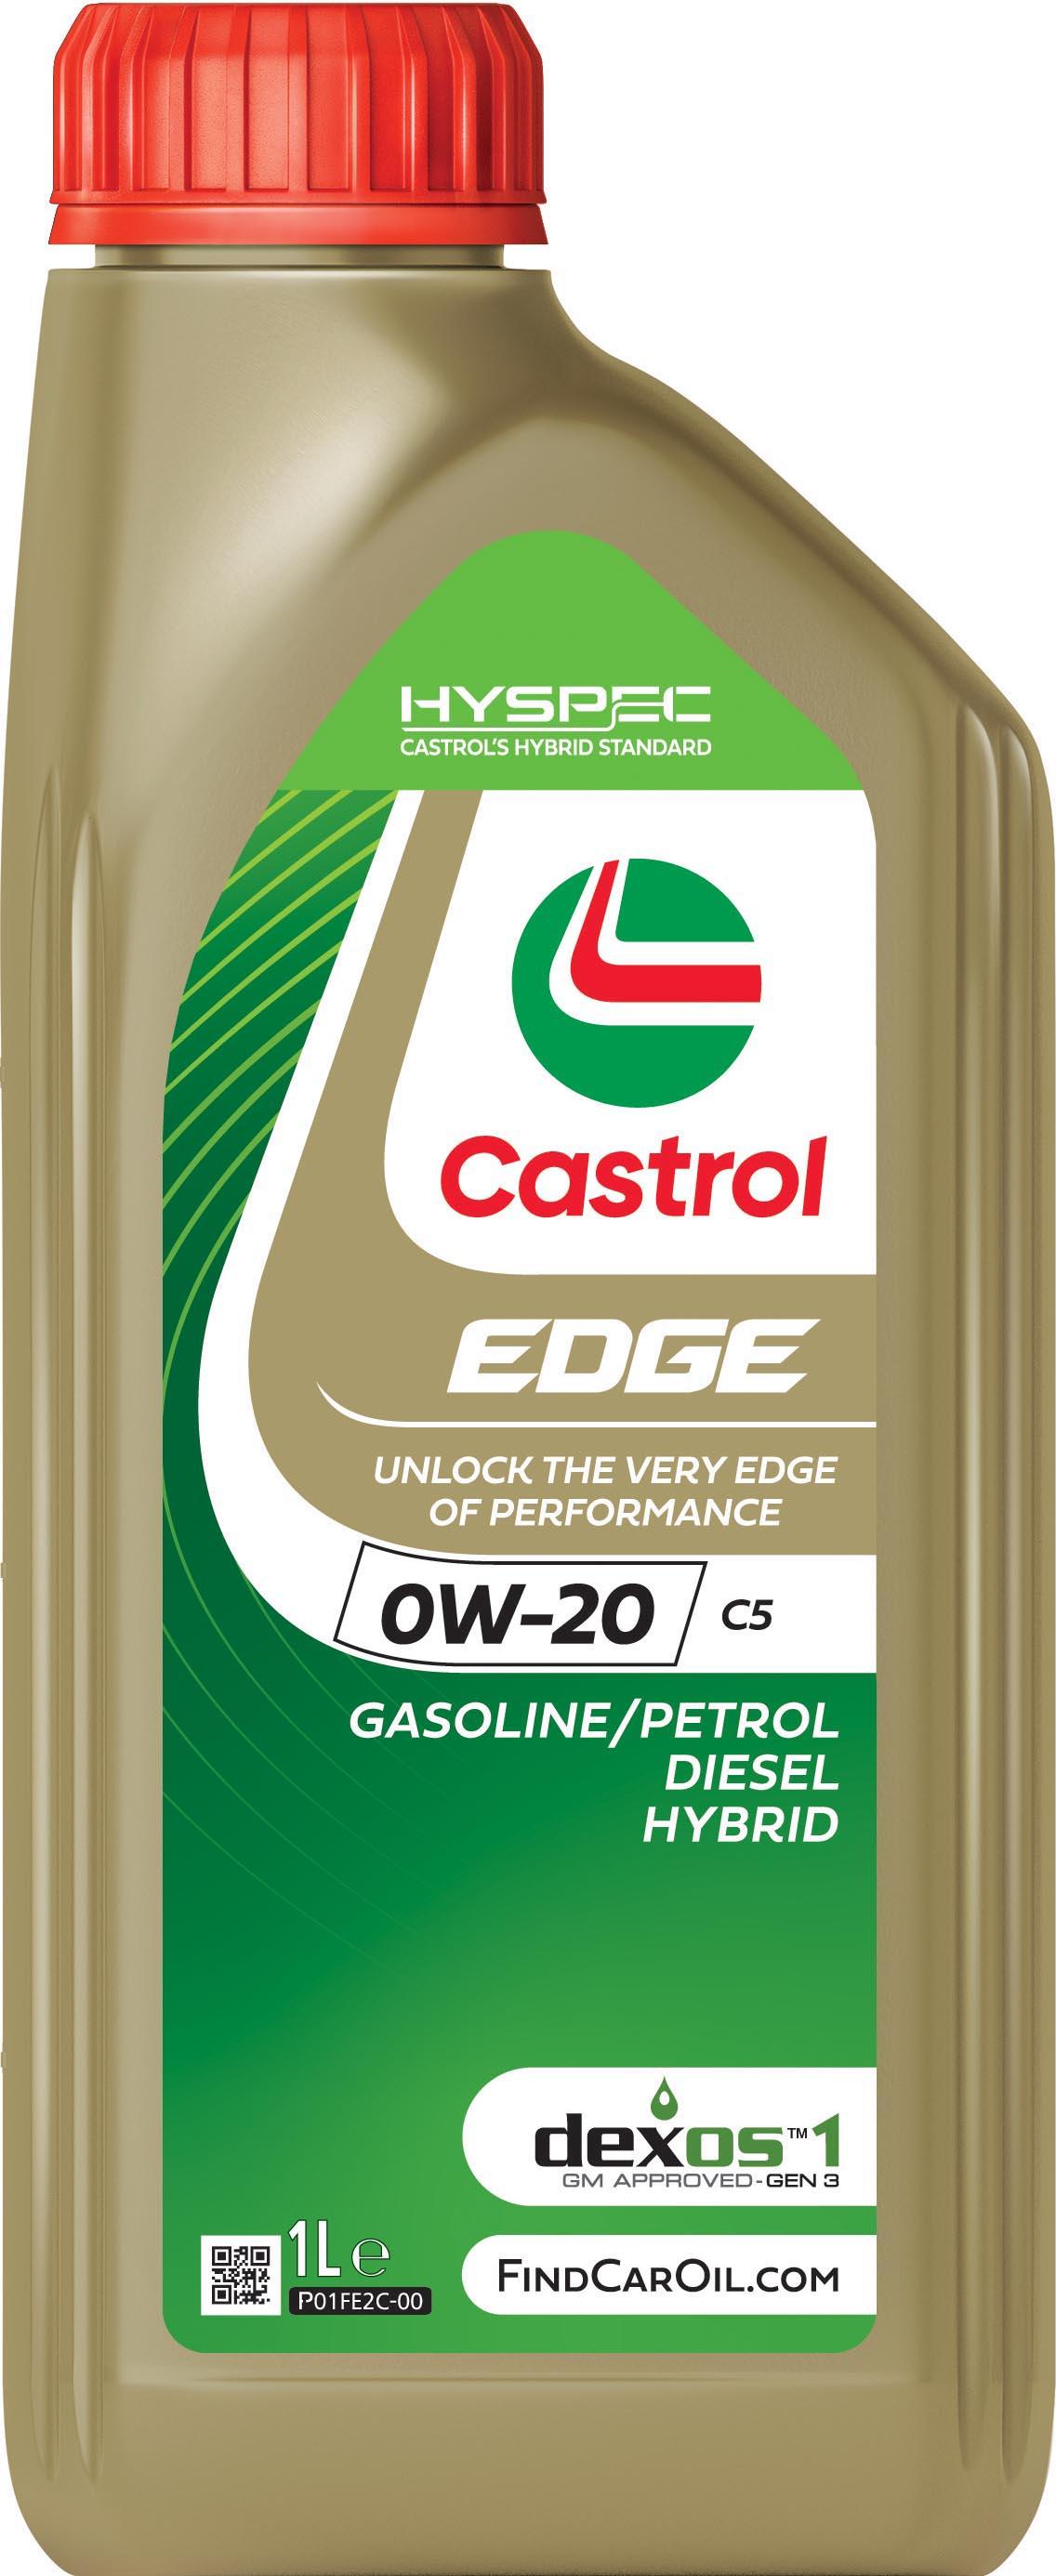 HYSPEC
CASTROL'S HYBRID STANDARD
Castrol
EDGE
UNLOCK THE VERY EDGE
OF PERFORMANCE
0W-20 C5
GASOLINE/PETROL
DIESEL
HYBRID
dexos™1
GM APPROVED-GEN 3
1L ℮
P01FE2C-00
FINDCAROIL.COM